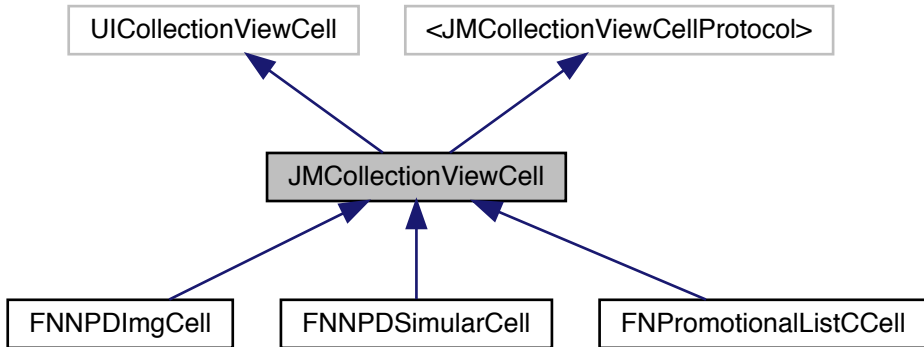 UICollectionViewCell
<JMCollectionViewCellProtocol>
JMCollectionViewCell
FNNPDImgCell
FNNPDSimularCell
FNPromotionalListCCell